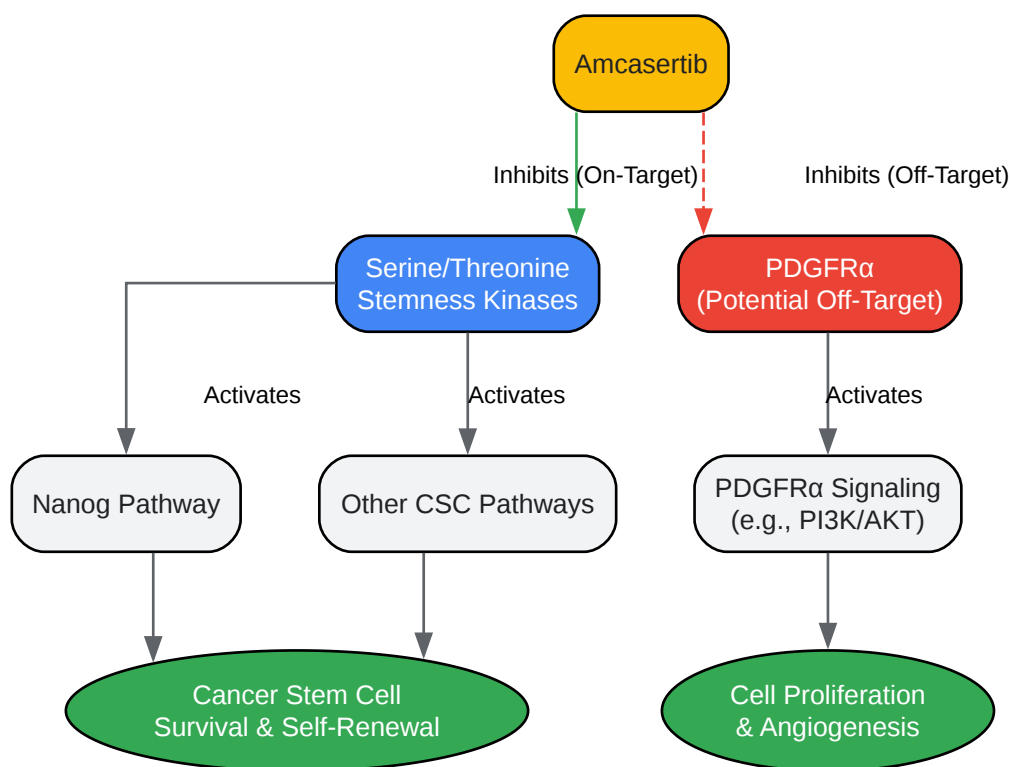 Amcasertib
Inhibits (On-Target)
Inhibits (Off-Target)
Serine/Threonine
Stemness Kinases
PDGFRα
(Potential Off-Target)
Activates
Activates
Activates
Nanog Pathway
Other CSC Pathways
PDGFRα Signaling
(e.g., PI3K/AKT)
Cancer Stem Cell
Survival & Self-Renewal
Cell Proliferation
& Angiogenesis